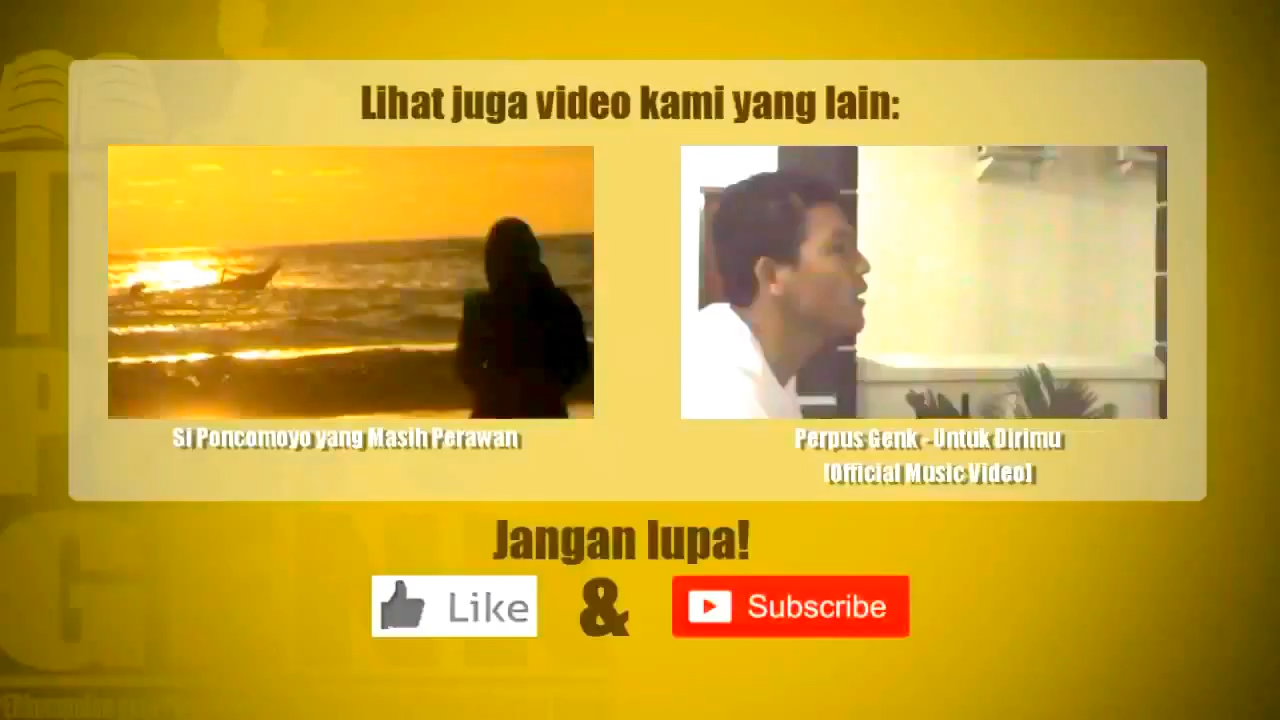 Lihat juga video kami yang lain:
Si Poncomoyo yang Masih Perawan
Perpus Genk - Untuk Dirimu
[Official Music Video]
Jangan lupa!
Like & Subscribe